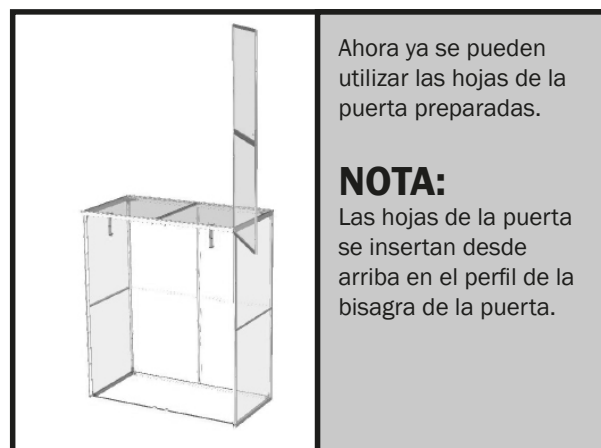 Ahora ya se pueden
utilizar las hojas de la
puerta preparadas.
NOTA:
Las hojas de la puerta
se insertan desde
arriba en el perfil de la
bisagra de la puerta.